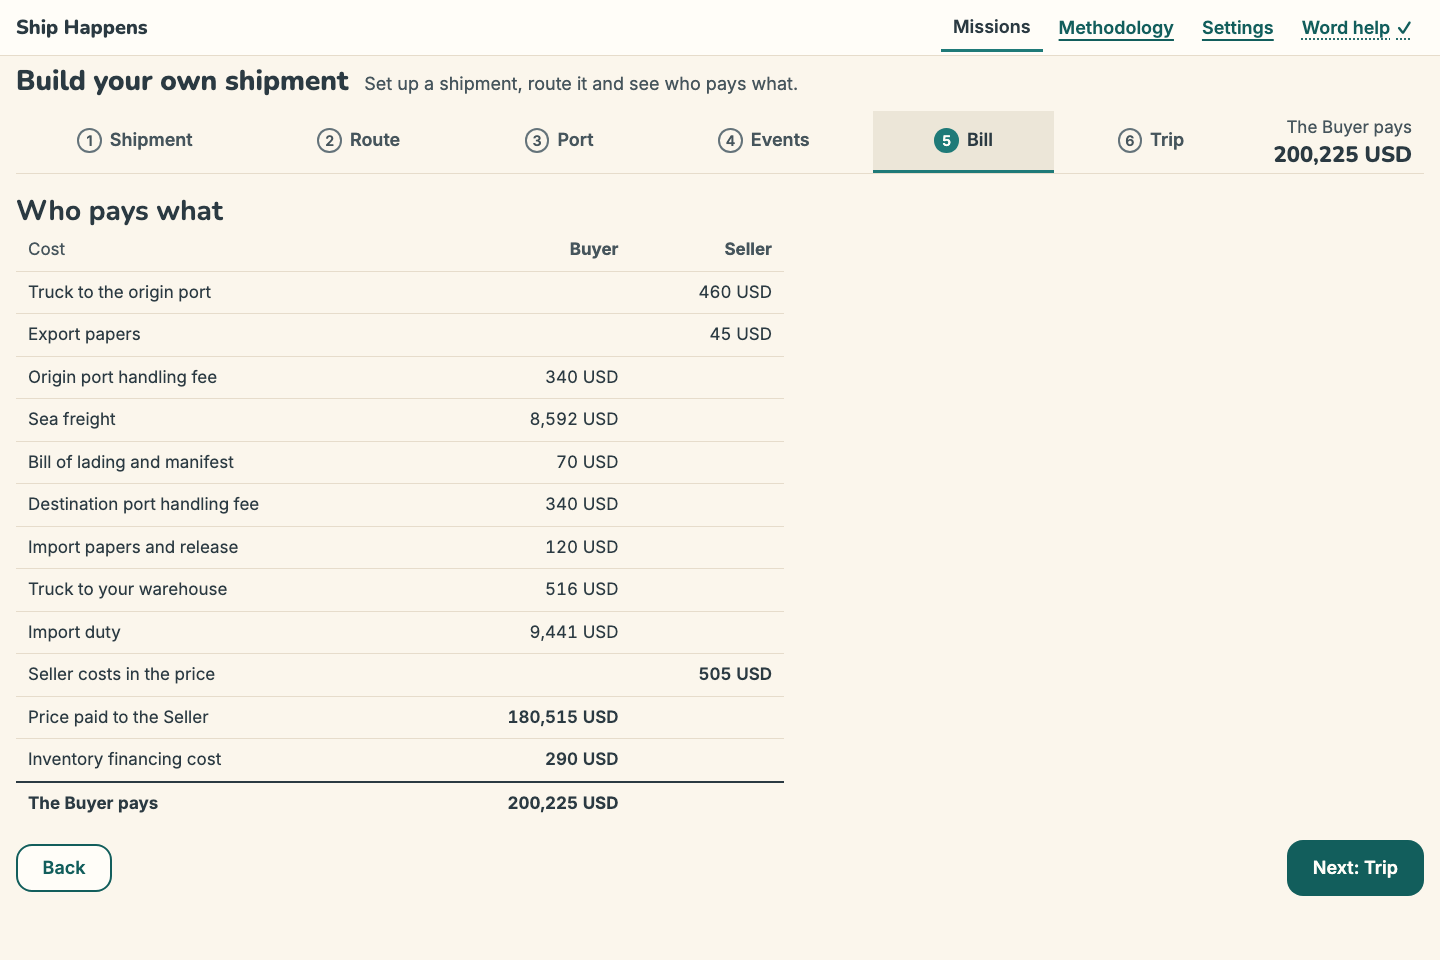 Ship Happens
Missions
Methodology
Settings
Word help ✓
Build your own shipment
Set up a shipment, route it and see who pays what.
1 Shipment
2 Route
3 Port
4 Events
5 Bill
6 Trip
The Buyer pays
200,225 USD
Who pays what
Cost Buyer Seller
Truck to the origin port 460 USD
Export papers 45 USD
Origin port handling fee 340 USD
Sea freight 8,592 USD
Bill of lading and manifest 70 USD
Destination port handling fee 340 USD
Import papers and release 120 USD
Truck to your warehouse 516 USD
Import duty 9,441 USD
Seller costs in the price 505 USD
Price paid to the Seller 180,515 USD
Inventory financing cost 290 USD
The Buyer pays 200,225 USD
Back
Next: Trip